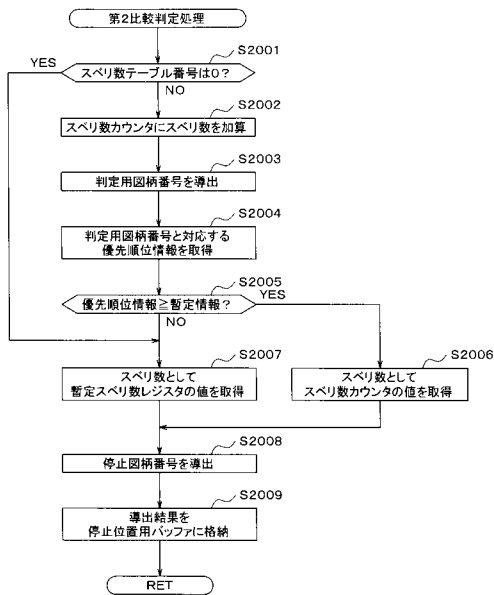 第2比較判定処理
S2001
YES
スベリ数テーブル番号は0?
NO
S2002
スベリ数カウンタにスベリ数を加算
S2003
判定用図柄番号を導出
S2004
判定用図柄番号と対応する
優先順位情報を取得
S2005
優先順位情報≧暫定情報?
YES
NO
S2007
スベリ数として
暫定スベリ数レジスタの値を取得
S2006
スベリ数として
スベリ数カウンタの値を取得
S2008
停止図柄番号を導出
S2009
導出結果を
停止位置用バッファに格納
RET